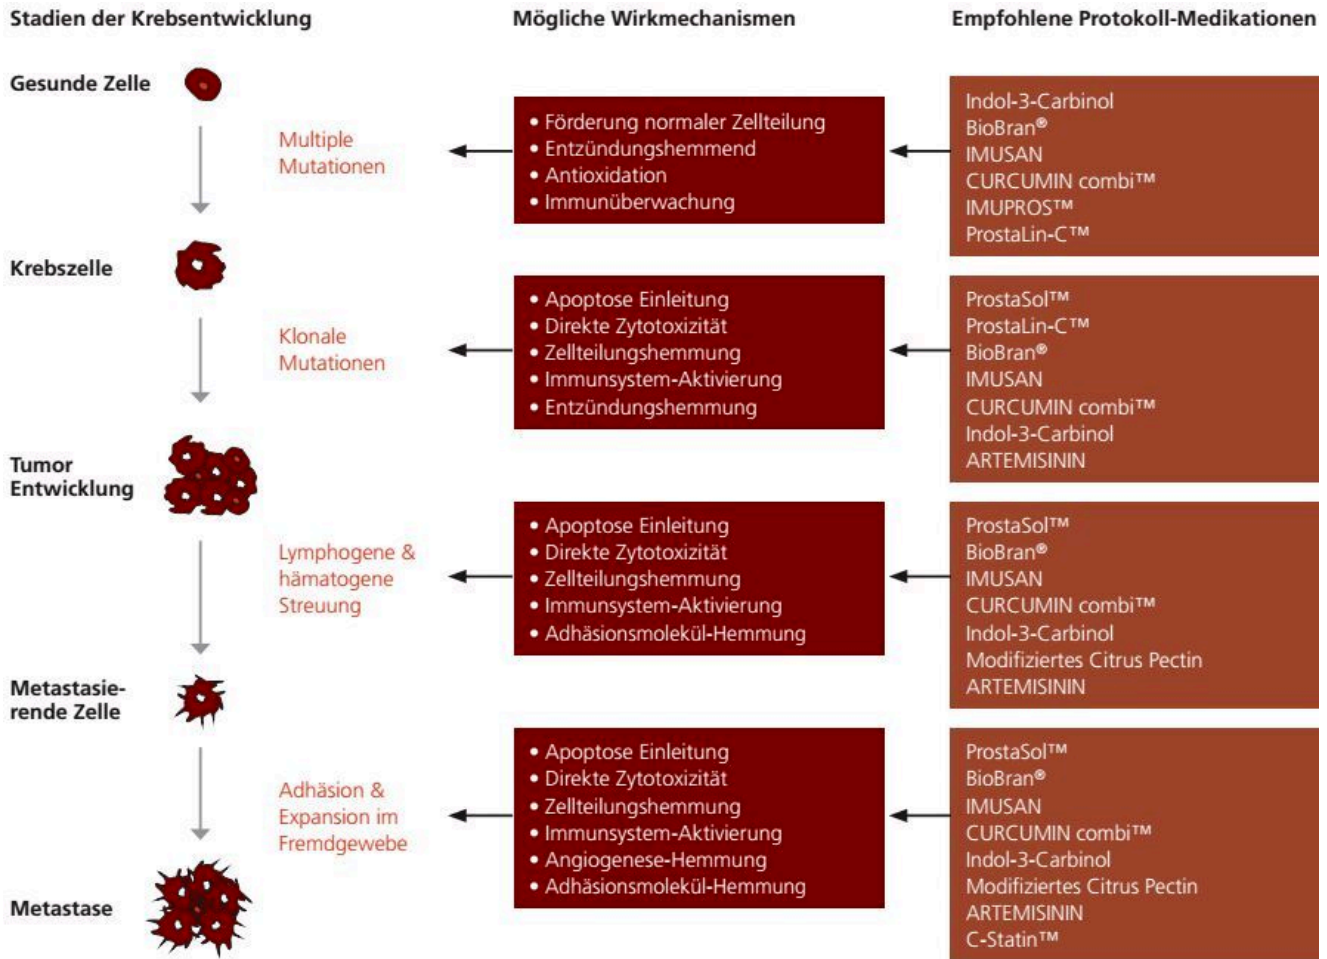 Stadien der Krebsentwicklung
Mögliche Wirkmechanismen
Empfohlene Protokoll-Medikationen
Gesunde Zelle
Multiple
Mutationen
• Förderung normaler Zellteilung
• Entzündungshemmend
• Antioxidation
• Immunüberwachung
Indol-3-Carbinol
BioBran®
IMUSAN
CURCUMIN combi™
IMUPROS™
ProstaLin-C™
Krebszelle
Klonale
Mutationen
• Apoptose Einleitung
• Direkte Zytotoxizität
• Zellteilungshemmung
• Immunsystem-Aktivierung
• Entzündungshemmung
ProstaSol™
ProstaLin-C™
BioBran®
IMUSAN
CURCUMIN combi™
Indol-3-Carbinol
ARTEMISININ
Tumor
Entwicklung
Lymphogene &
hämatogene
Streuung
• Apoptose Einleitung
• Direkte Zytotoxizität
• Zellteilungshemmung
• Immunsystem-Aktivierung
• Adhäsionsmolekül-Hemmung
ProstaSol™
BioBran®
IMUSAN
CURCUMIN combi™
Indol-3-Carbinol
Modifiziertes Citrus Pectin
ARTEMISININ
Metastasie-
rende Zelle
Adhäsion &
Expansion im
Fremdgewebe
• Apoptose Einleitung
• Direkte Zytotoxizität
• Zellteilungshemmung
• Immunsystem-Aktivierung
• Angiogenese-Hemmung
• Adhäsionsmolekül-Hemmung
ProstaSol™
BioBran®
IMUSAN
CURCUMIN combi™
Indol-3-Carbinol
Modifiziertes Citrus Pectin
ARTEMISININ
C-Statin™
Metastase